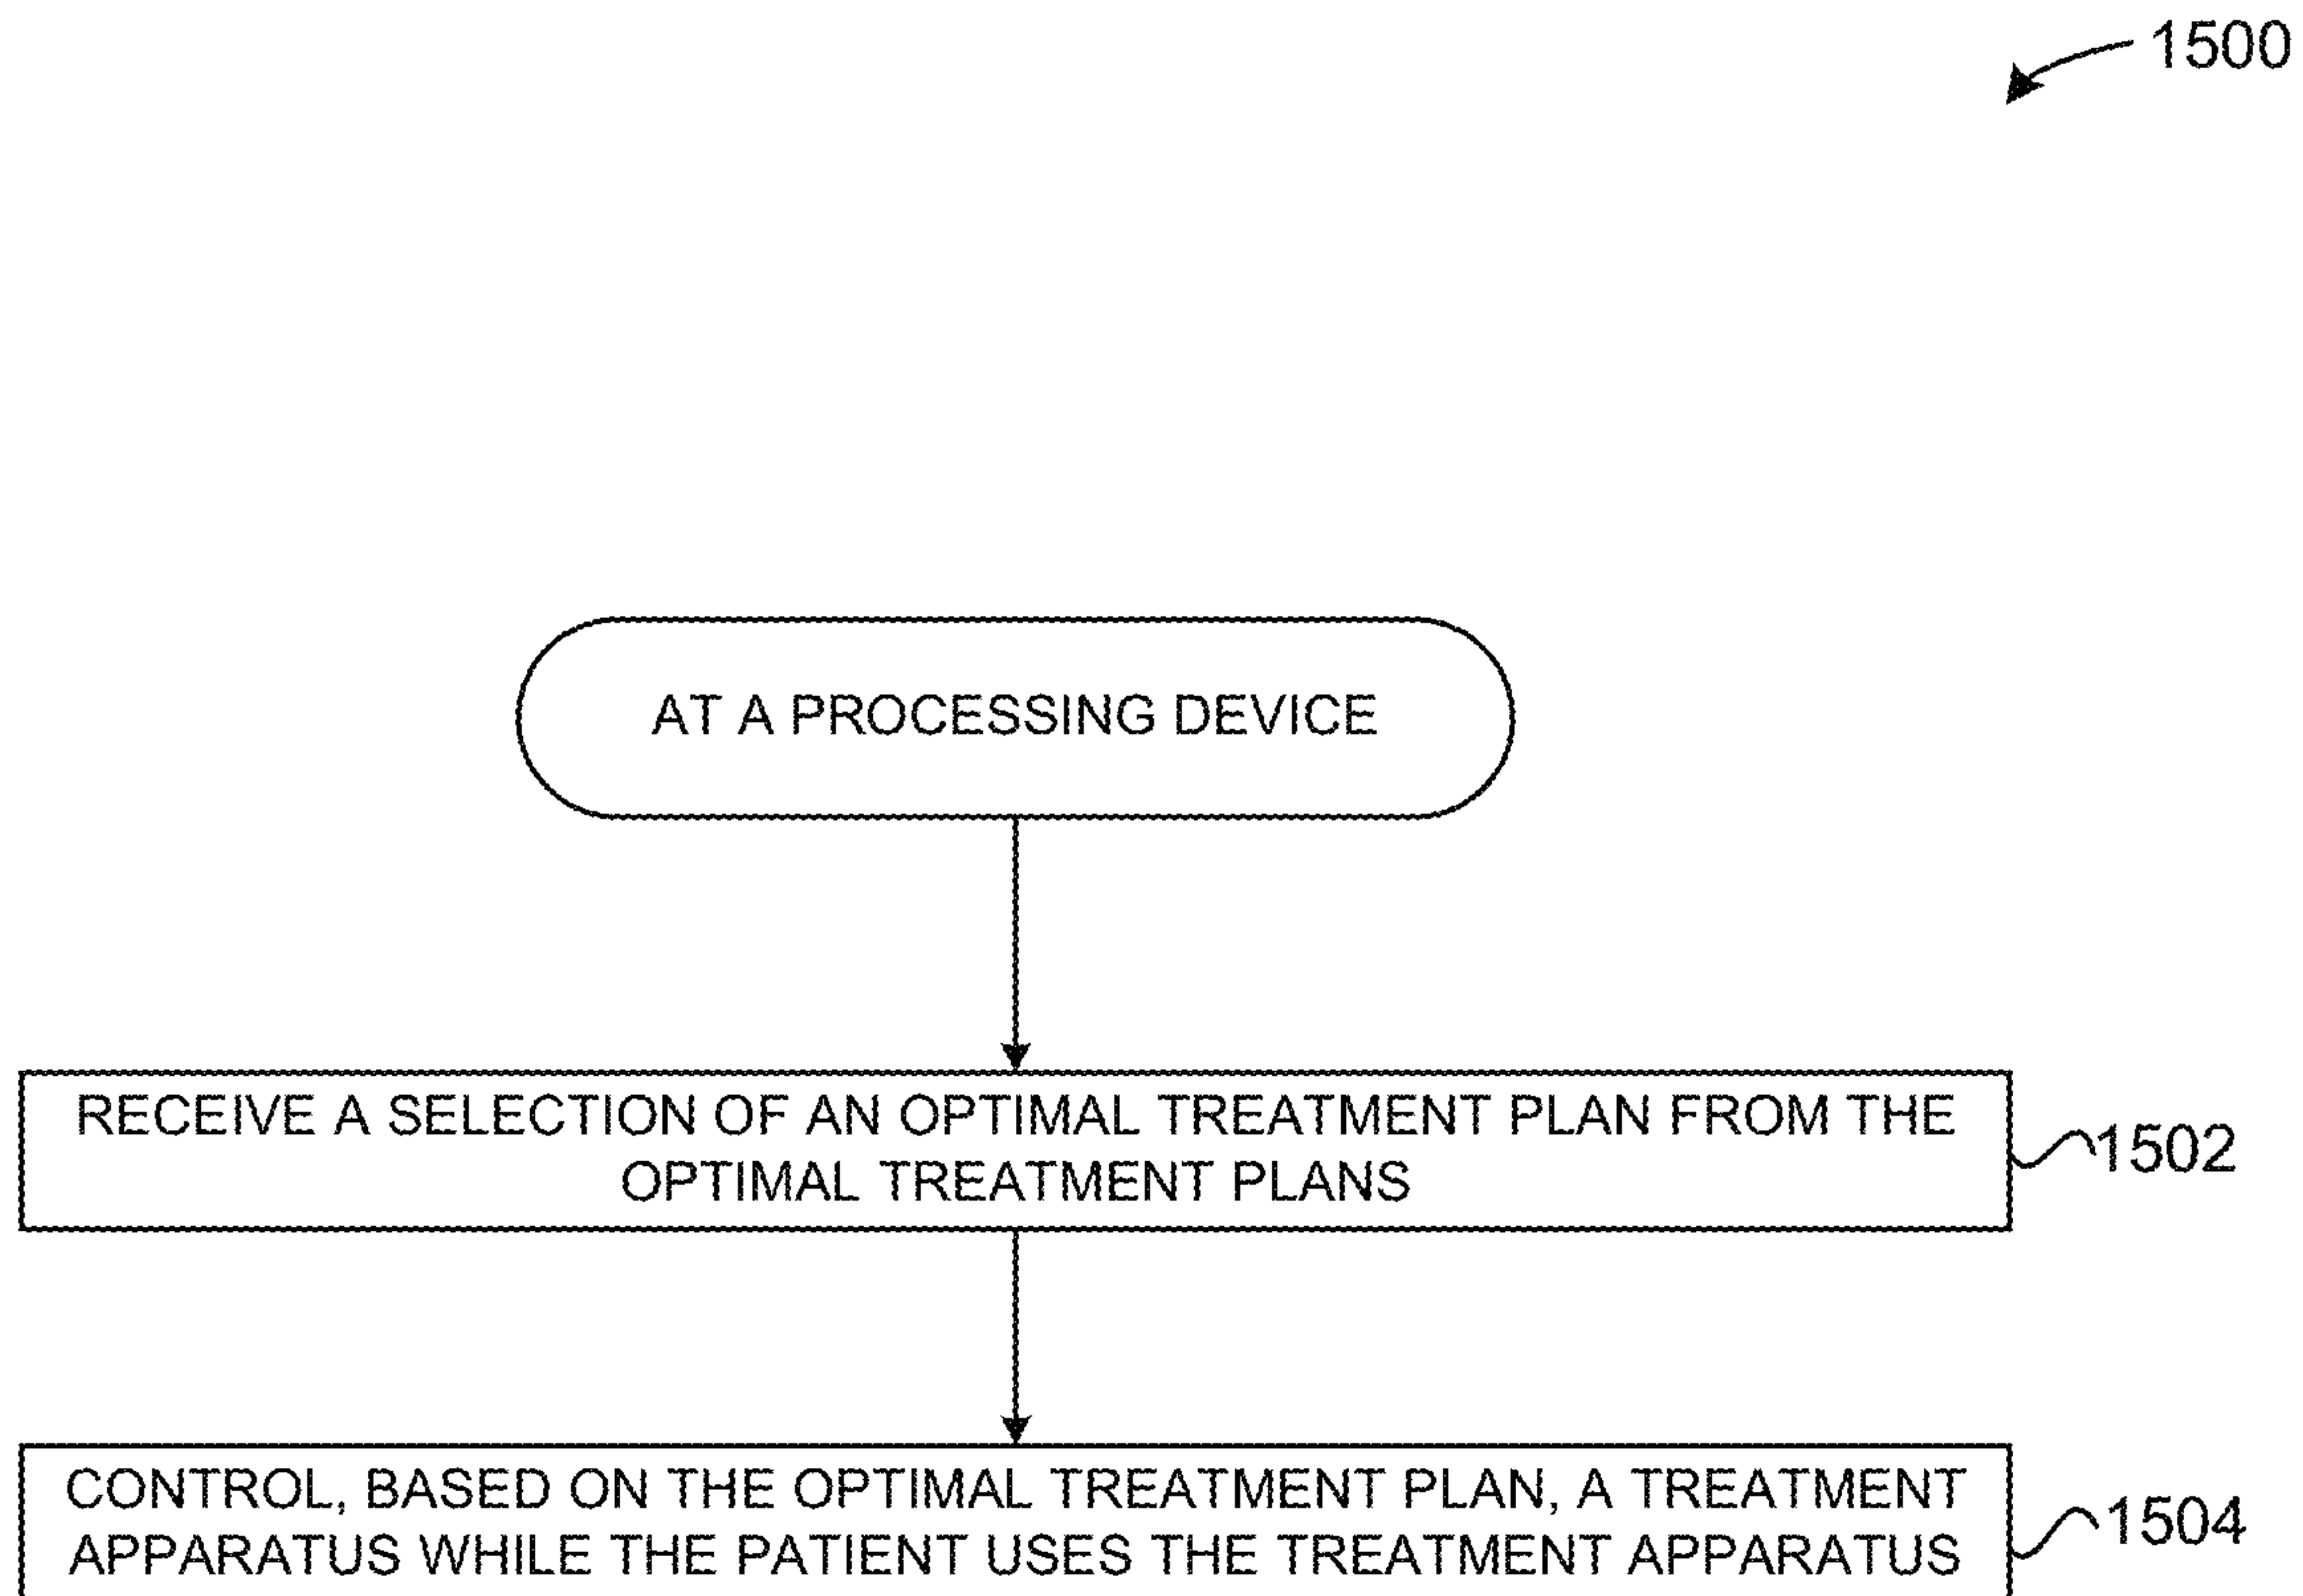 1500
AT A PROCESSING DEVICE
RECEIVE A SELECTION OF AN OPTIMAL TREATMENT PLAN FROM THE
OPTIMAL TREATMENT PLANS
1502
CONTROL, BASED ON THE OPTIMAL TREATMENT PLAN, A TREATMENT
APPARATUS WHILE THE PATIENT USES THE TREATMENT APPARATUS
1504